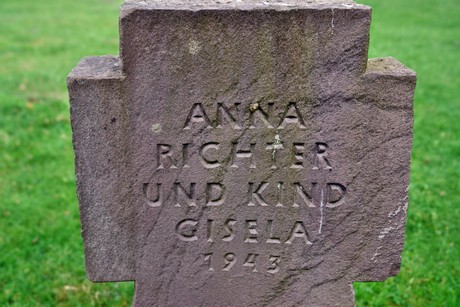 ANNA
RICHTER
UND KIND
GISELA
1943